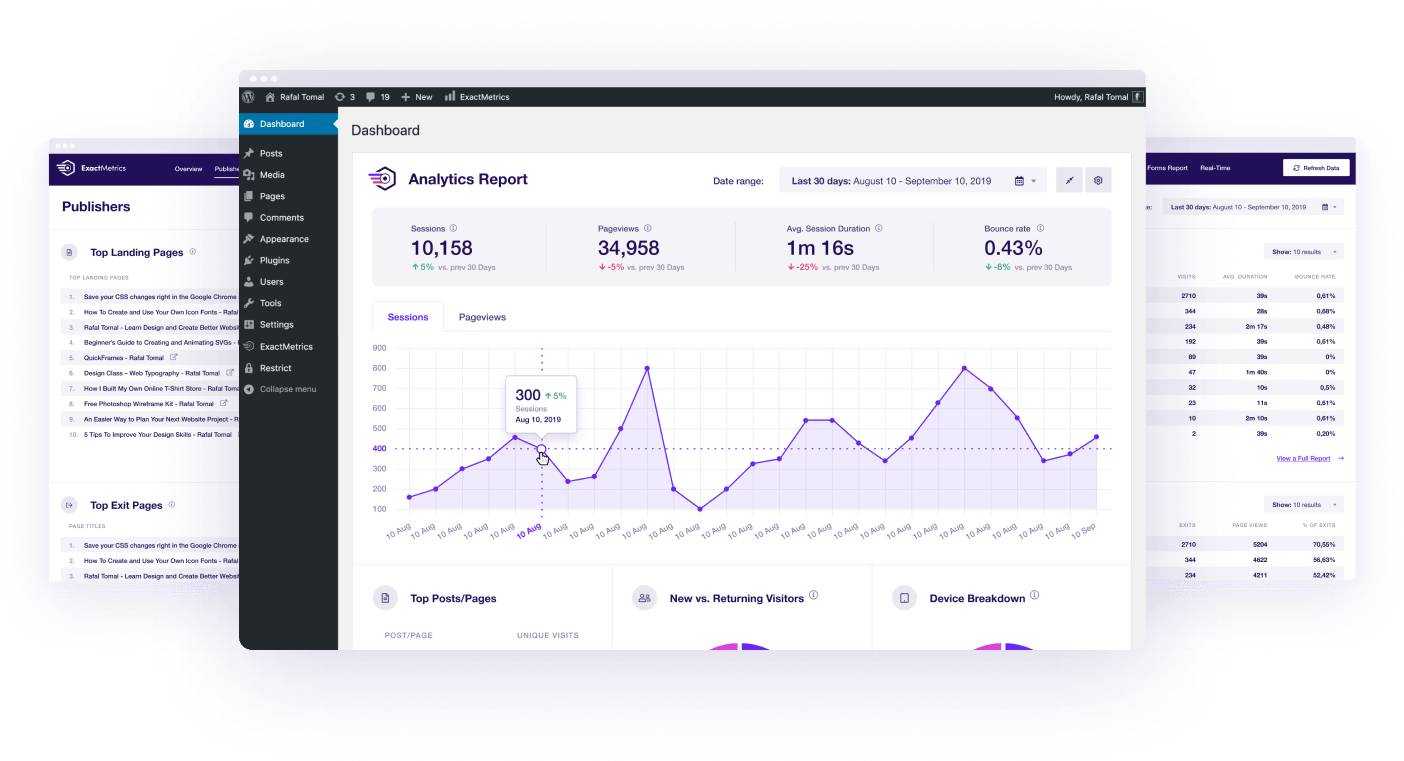 Rafal Tomal 3 19 New ExactMetrics Howdy, Rafal Tomal
Dashboard
Posts
Media
Pages
Comments
Appearance
Plugins
Users
Tools
Settings
ExactMetrics
Restrict
Collapse menu
Dashboard
Analytics Report
Date range: Last 30 days: August 10 - September 10, 2019
Sessions
10,158
5% vs. prev 30 Days
Pageviews
34,958
-5% vs. prev 30 Days
Avg. Session Duration
1m 16s
-25% vs. prev 30 Days
Bounce rate
0.43%
-8% vs. prev 30 Days
Sessions Pageviews
900
800
700
600
500
400
300
200
100
300 5%
Sessions
Aug 10, 2019
10 Aug 10 Aug 10 Aug 10 Aug 10 Aug 10 Aug 10 Aug 10 Aug 10 Aug 10 Aug 10 Aug 10 Aug 10 Aug 10 Aug 10 Aug 10 Aug 10 Aug 10 Aug 10 Aug 10 Aug 10 Aug 10 Aug 10 Aug 10 Aug 10 Aug 10 Aug 10 Sep
Top Posts/Pages
POST/PAGE UNIQUE VISITS
New vs. Returning Visitors
Device Breakdown
ExactMetrics Overview Publishe
Publishers
Top Landing Pages
TOP LANDING PAGES
1. Save your CSS changes right in the Google Chrome
2. How To Create and Use Your Own Icon Fonts - Rafal
3. Rafal Tomal - Learn Design and Create Better Websi
4. Beginner's Guide to Creating and Animating SVGs -
5. QuickFrames - Rafal Tomal
6. Design Class – Web Typography - Rafal Tomal
7. How I Built My Own Online T-Shirt Store - Rafal Toma
8. Free Photoshop Wireframe Kit - Rafal Tomal
9. An Easier Way to Plan Your Next Website Project - R
10. 5 Tips To Improve Your Design Skills - Rafal Tomal
Top Exit Pages
PAGE TITLES
1. Save your CSS changes right in the Google Chrome
2. How To Create and Use Your Own Icon Fonts - Rafal
3. Rafal Tomal - Learn Design and Create Better Websi
Forms Report Real-Time Refresh Data
e: Last 30 days: August 10 - September 10, 2019
Show: 10 results
VISITS AVG. DURATION BOUNCE RATE
2710 39s 0,61%
344 28s 0,68%
234 2m 17s 0,48%
192 39s 0,61%
89 39s 0%
47 1m 40s 0%
32 10s 0,5%
23 11s 0,61%
10 2m 10s 0,61%
2 39s 0,20%
View a Full Report
Show: 10 results
EXITS PAGE VIEWS % OF EXITS
2710 5204 70,55%
344 4622 56,63%
234 4211 52,42%